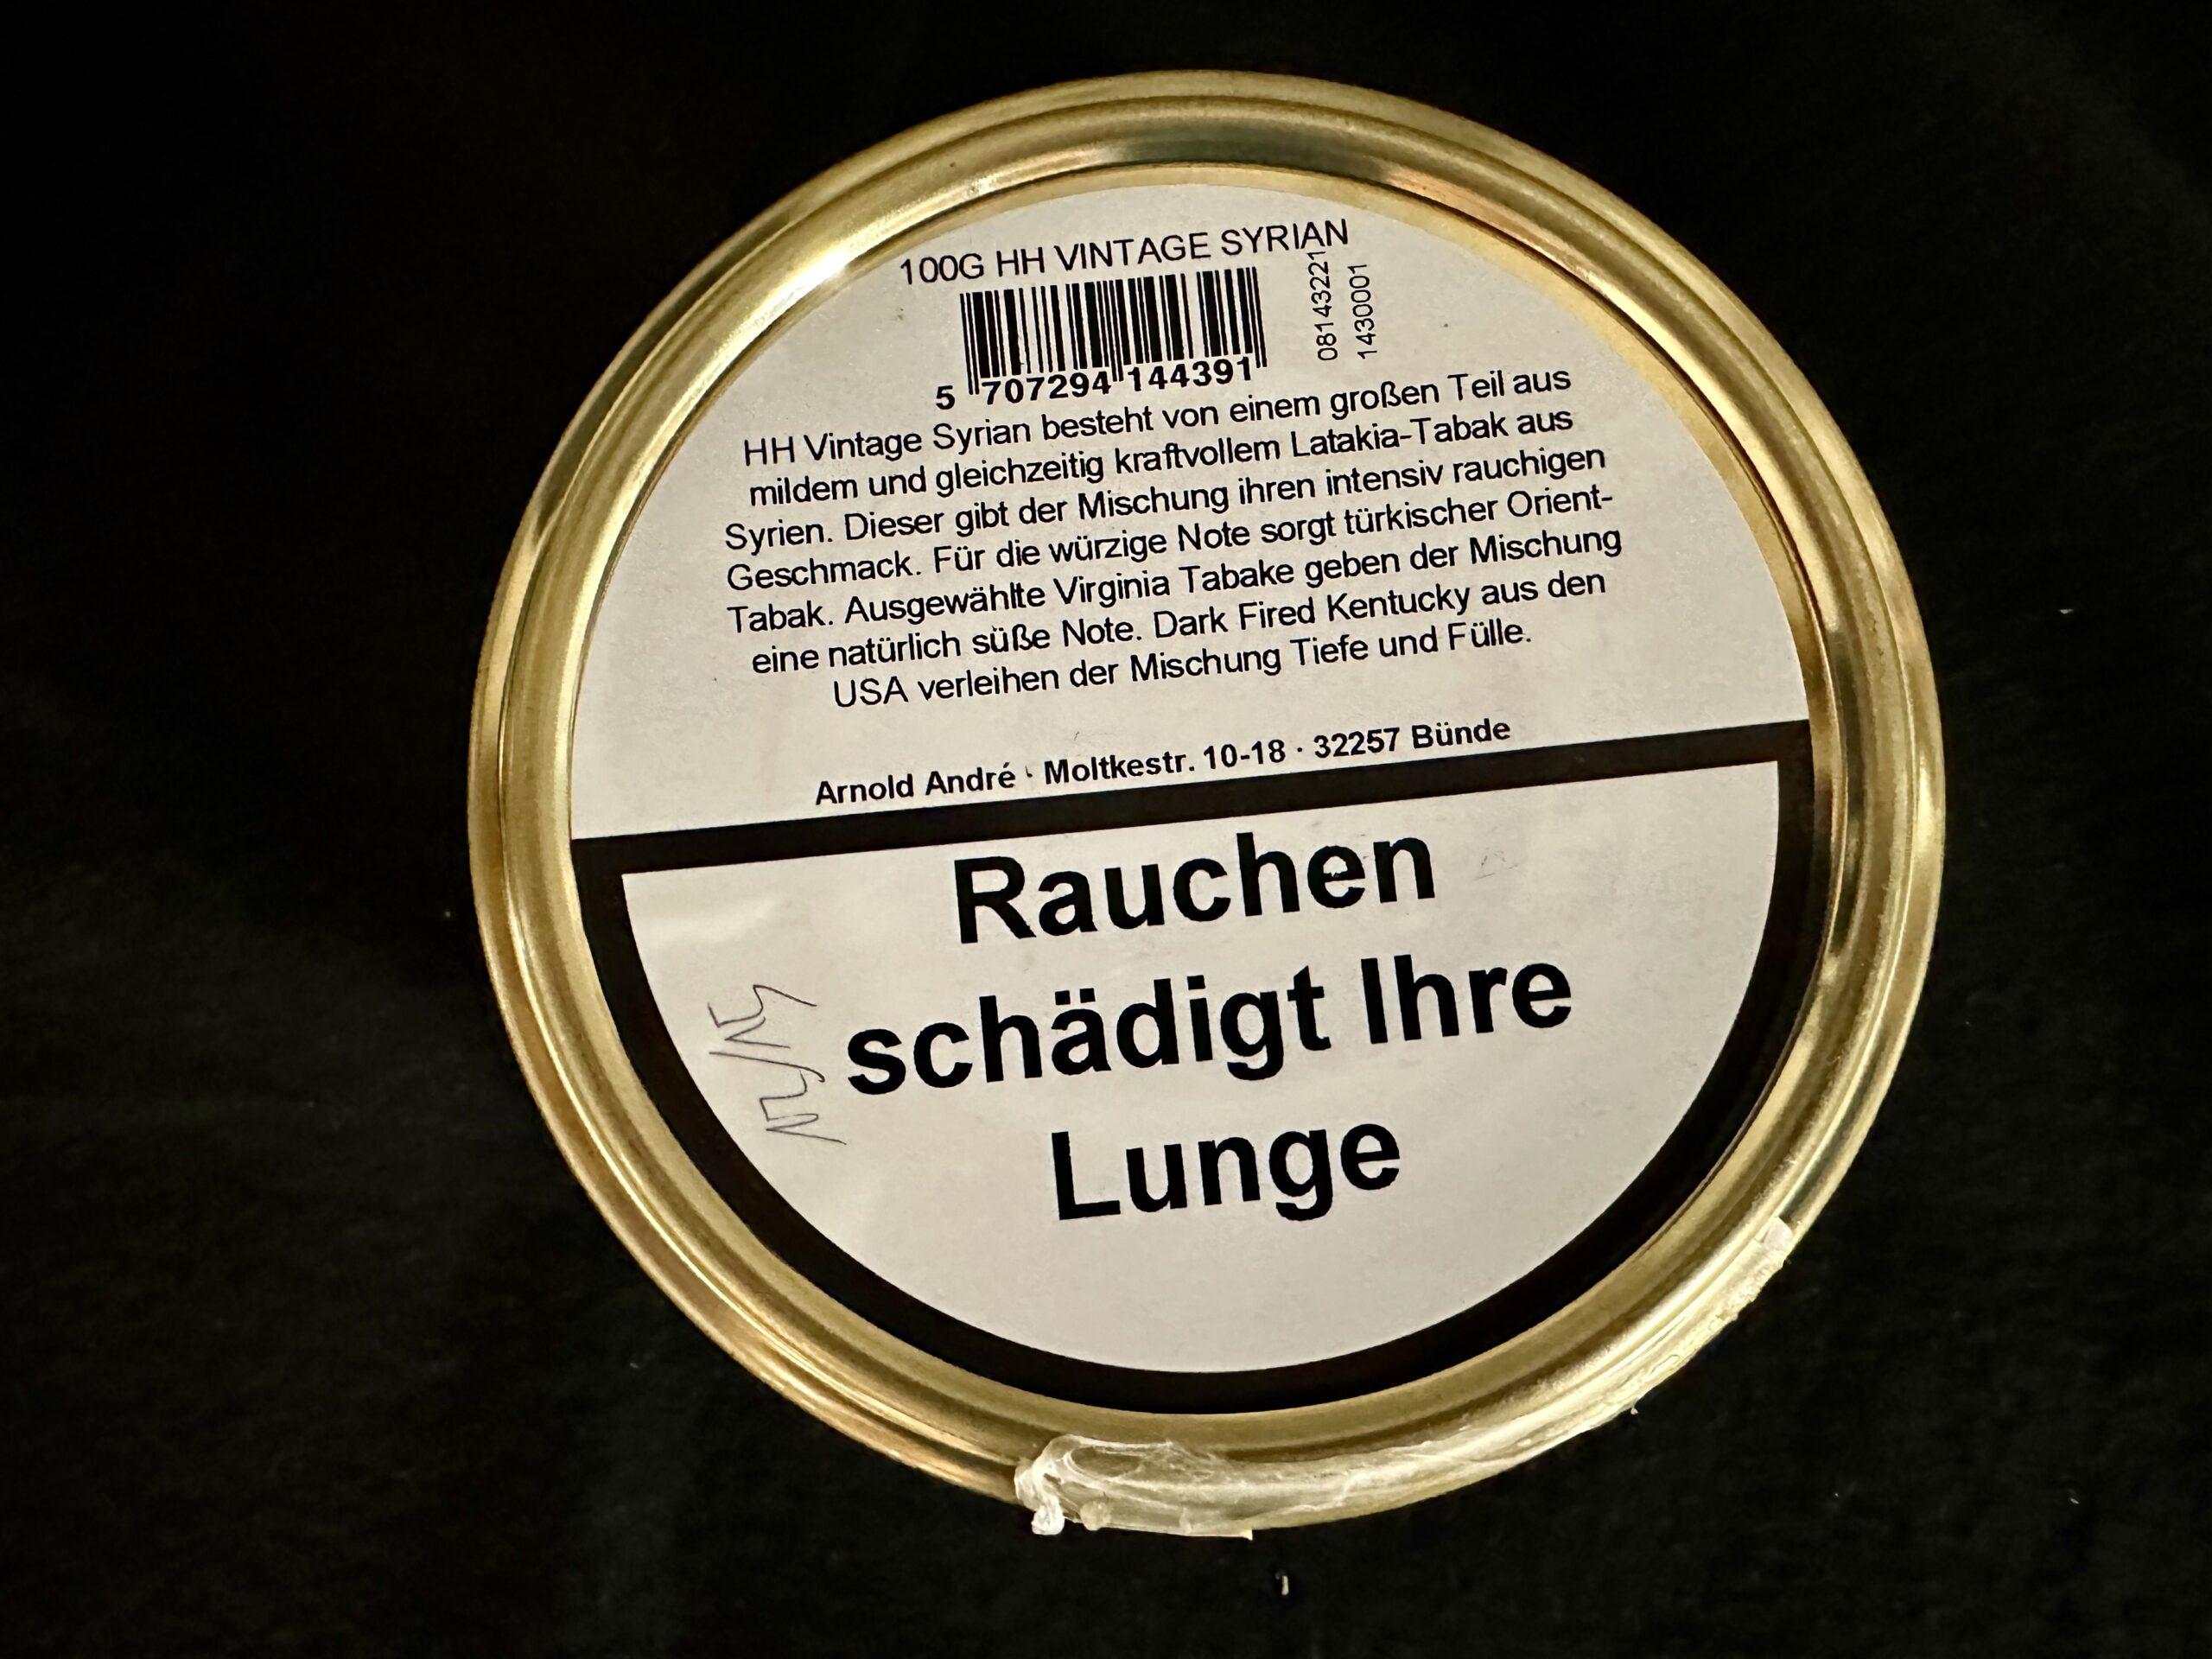 100G HH VINTAGE SYRIAN
08143221
1430001
5 707294 144391
HH Vintage Syrian besteht von einem großen Teil aus
mildem und gleichzeitig kraftvollem Latakia-Tabak aus
Syrien. Dieser gibt der Mischung ihren intensiv rauchigen
Geschmack. Für die würzige Note sorgt türkischer Orient-
Tabak. Ausgewählte Virginia Tabake geben der Mischung
eine natürlich süße Note. Dark Fired Kentucky aus den
USA verleihen der Mischung Tiefe und Fülle.
Arnold André · Moltkestr. 10-18 · 32257 Bünde
Rauchen
schädigt Ihre
Lunge